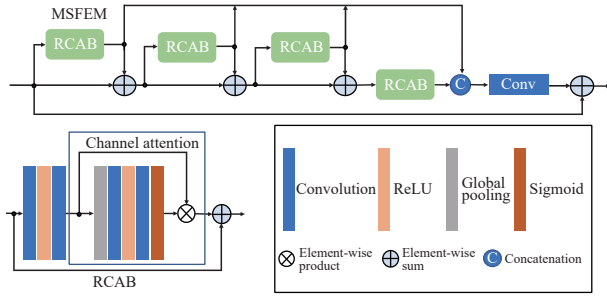 MSFEM
RCAB
RCAB
RCAB
RCAB
C
Conv
Channel attention
RCAB
Convolution
ReLU
Global
pooling
Sigmoid
Element-wise
product
Element-wise
sum
C
Concatenation